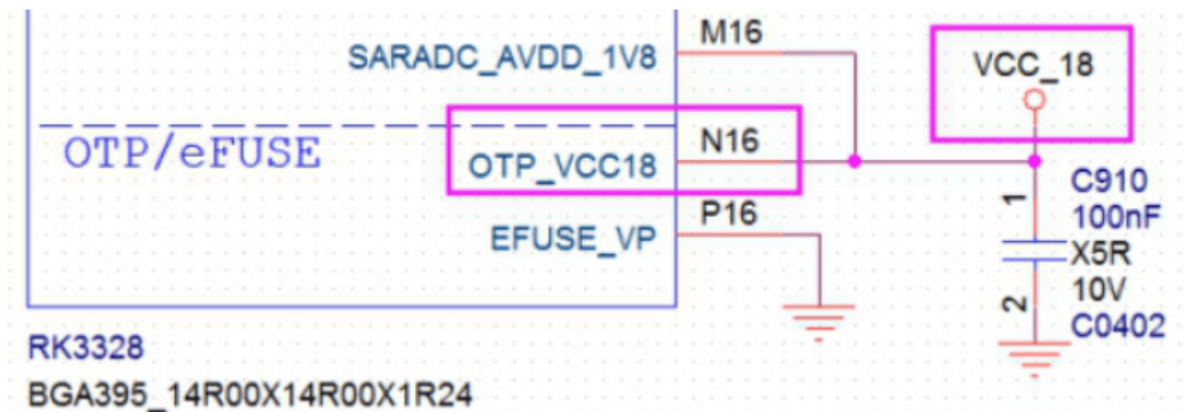 SARADC_AVDD_1V8
M16
VCC_18
OTP/eFUSE
OTP_VCC18
N16
EFUSE_VP
P16
1
2
C910
100nF
X5R
10V
C0402
RK3328
BGA395_14R00X14R00X1R24